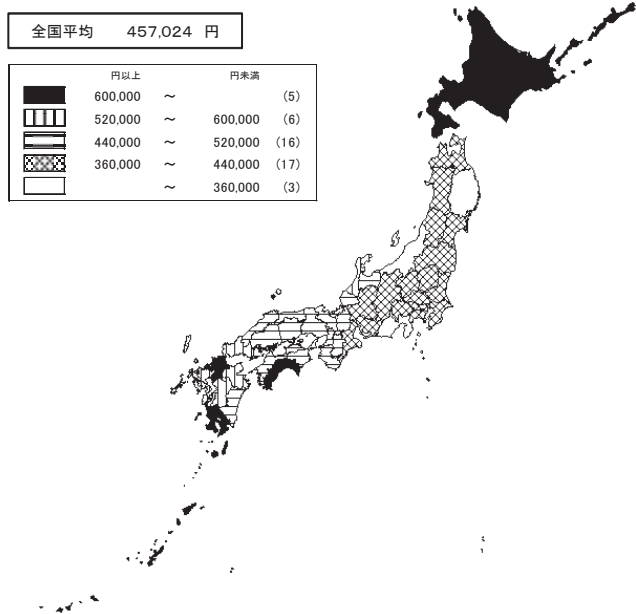 全国平均 457,024 円
円以上 円未満
600,000 ～ (5)
520,000 ～ 600,000 (6)
440,000 ～ 520,000 (16)
360,000 ～ 440,000 (17)
～ 360,000 (3)